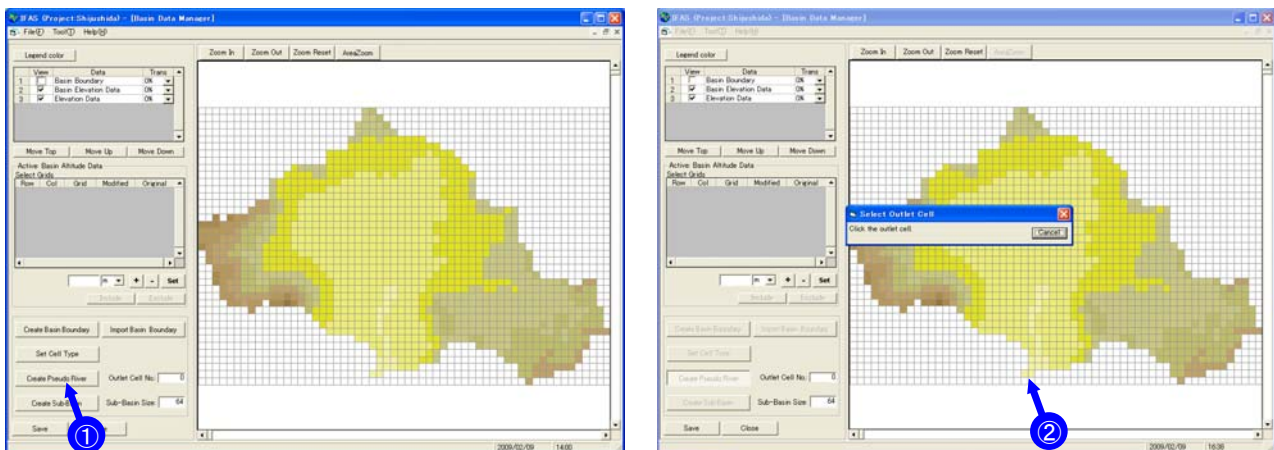 IFAS (Project:Shijushida) - [Basin Data Manager]
File(F) Tool(T) Help(H)
Legend color
Zoom In Zoom Out Zoom Reset AreaZoom
View Data Trans
1 Basin Boundary 0%
2 Basin Elevation Data 0%
3 Elevation Data 0%
Move Top Move Up Move Down
Active: Basin Altitude Data
Select Grids
Row Col Grid Modified Original
m + - Set
Include Exclude
Create Basin Boundary Import Basin Boundary
Set Cell Type
Create Pseudo River Outlet Cell No. 0
Create Sub-Basin Sub-Basin Size 64
Save
①
2009/02/09 14:00
IFAS (Project:Shijushida) - [Basin Data Manager]
File(F) Tool(T) Help(H)
Legend color
Zoom In Zoom Out Zoom Reset AreaZoom
View Data Trans
1 Basin Boundary 0%
2 Basin Elevation Data 0%
3 Elevation Data 0%
Move Top Move Up Move Down
Active: Basin Altitude Data
Select Grids
Row Col Grid Modified Original
Select Outlet Cell
Click the outlet cell.
Cancel
m + - Set
Include Exclude
Create Basin Boundary Import Basin Boundary
Set Cell Type
Create Pseudo River Outlet Cell No. 0
Create Sub-Basin Sub-Basin Size 64
Save Close
②
2009/02/09 16:36